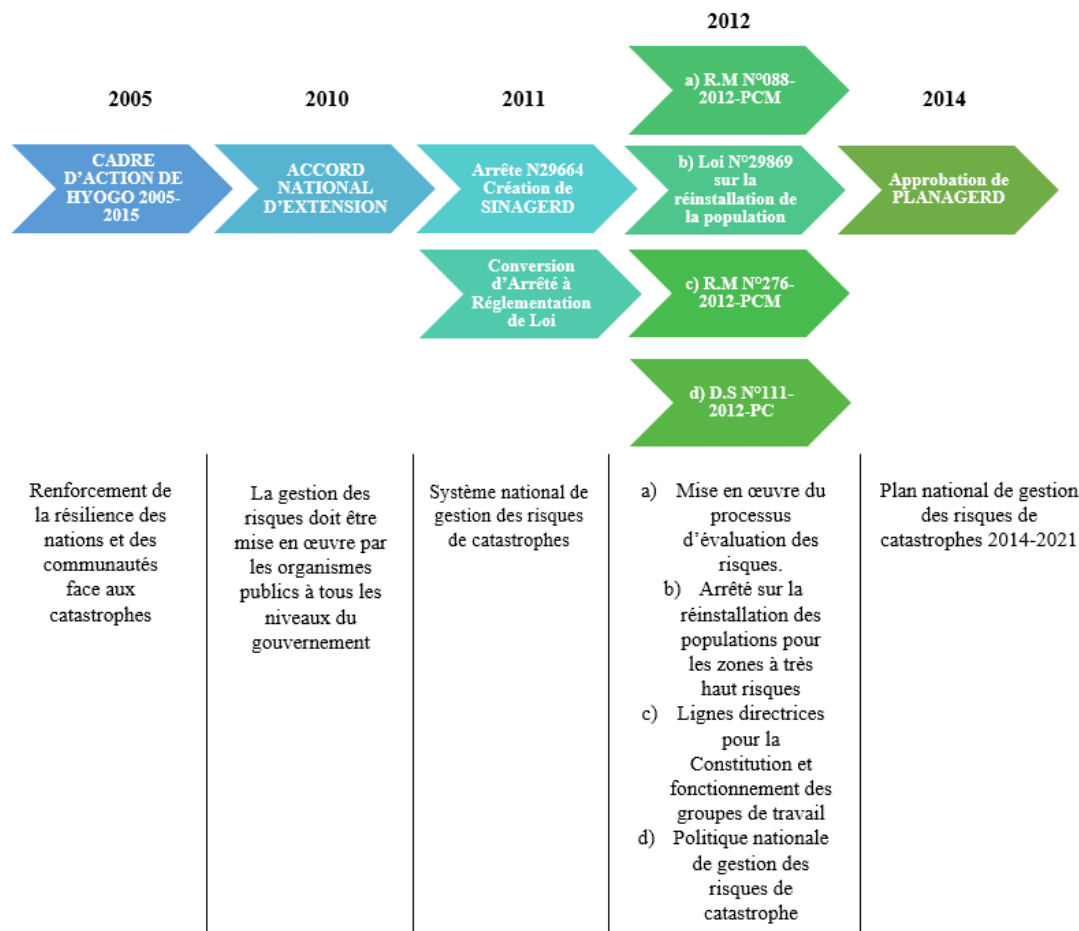 2012
2005
2010
2011
2014
a) R.M N°088-
2012-PCM
CADRE
D'ACTION DE
HYOGO 2005-
2015
ACCORD
NATIONAL
D'EXTENSION
Arrête N29664
Création de
SINAGERD
b) Loi N°29869
sur la
réinstallation de
la population
Approbation de
PLANAGERD
Conversion
d'Arrêté à
Réglementation
de Loi
c) R.M N°276-
2012-PCM
d) D.S N°111-
2012-PC
Renforcement de
la résilience des
nations et des
communautés
face aux
catastrophes
La gestion des
risques doit être
mise en œuvre par
les organismes
publics à tous les
niveaux du
gouvernement
Système national de
gestion des risques
de catastrophes
a) Mise en œuvre du
processus
d'évaluation des
risques.
b) Arrêté sur la
réinstallation des
populations pour
les zones à très
haut risques
c) Lignes directrices
pour la
Constitution et
fonctionnement des
groupes de travail
d) Politique nationale
de gestion des
risques de
catastrophe
Plan national de gestion
des risques de
catastrophes 2014-2021